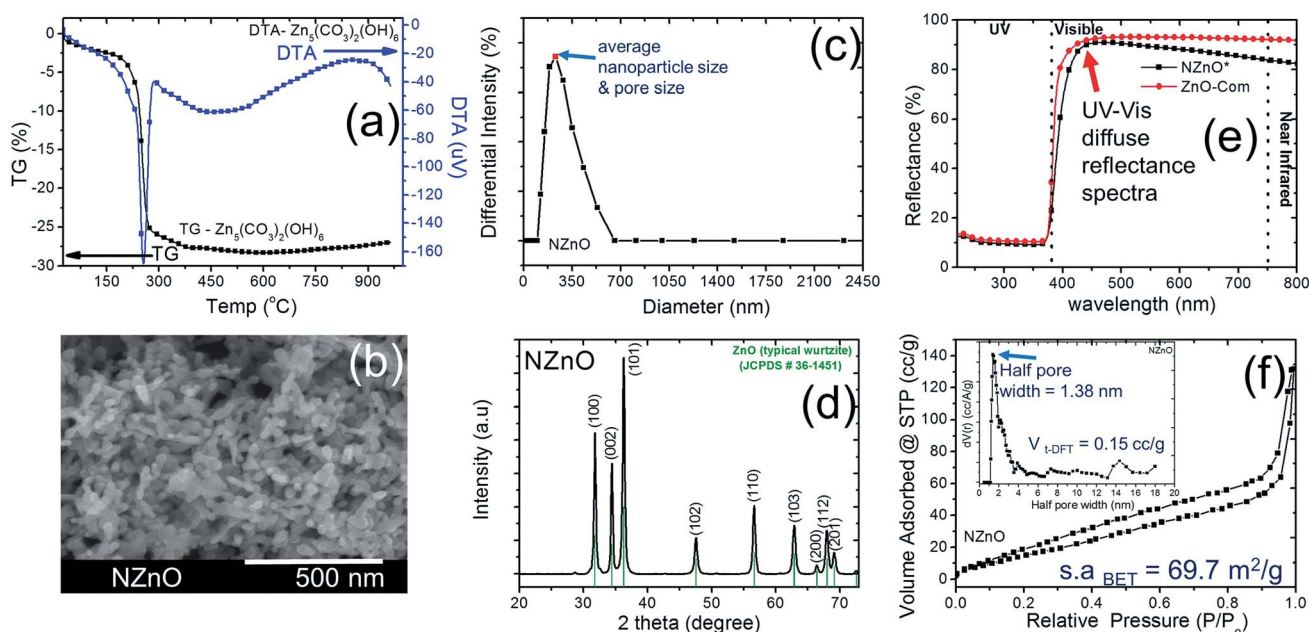 (a)
DTA- Zn5(CO3)2(OH)6
DTA
TG - Zn5(CO3)2(OH)6
TG
TG (%)
0
-5
-10
-15
-20
-25
-30
0
-20
-40
-60
-80
-100
-120
-140
-160
DTA (uV)
0 150 300 450 600 750 900
Temp (°C)
(b)
NZnO
500 nm
(c)
Differential Intensity (%)
average
nanoparticle size
& pore size
NZnO
0 350 700 1050 1400 1750 2100 2450
Diameter (nm)
(d)
NZnO
ZnO (typical wurtzite)
(JCPDS # 36-1451)
Intensity (a.u)
(100)
(002)
(101)
(102)
(110)
(103)
(200)
(112)
(201)
20 30 40 50 60 70
2 theta (degree)
(e)
UV
Visible
Near Infrared
NZnO*
ZnO-Com
UV-Vis
diffuse
reflectance
spectra
Reflectance (%)
100
80
60
40
20
0
300 400 500 600 700 800
wavelength (nm)
(f)
Volume Adsorbed @ STP (cc/g)
140
120
100
80
60
40
20
0
NZnO
Half pore
width = 1.38 nm
V t-DFT = 0.15 cc/g
dV(r) (cc/A/g)
0 2 4 6 8 10 12 14 16 18 20
Half pore width (nm)
NZnO
s.a BET = 69.7 m²/g
0.0 0.2 0.4 0.6 0.8 1.0
Relative Pressure (P/P0)